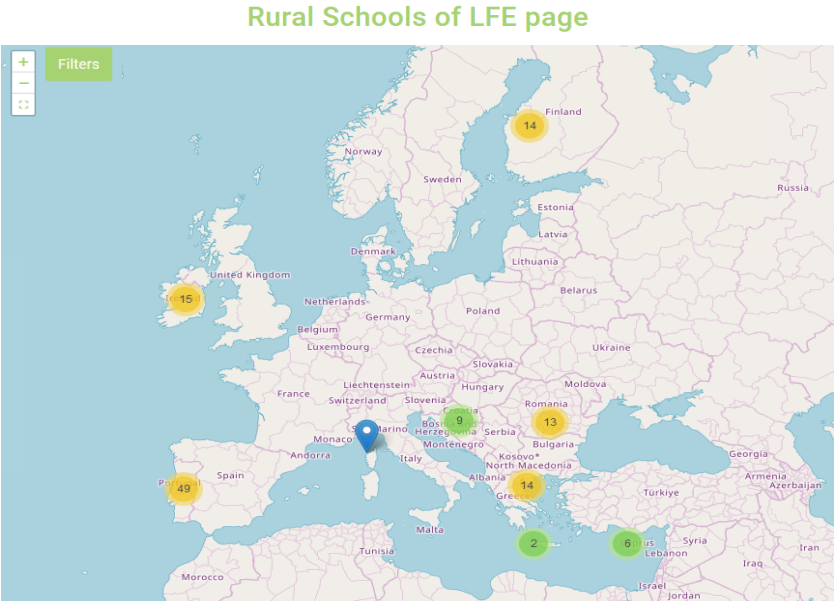 Rural Schools of LFE page
+
−
Filters
Finland
14
Norway
Sweden
Russia
Estonia
Latvia
Denmark
Lithuania
United Kingdom
15
Belarus
Netherlands
Germany
Poland
Belgium
Luxembourg
Czechia
Ukraine
Slovakia
Austria
Liechtenstein
Hungary
Moldova
France
Switzerland
Slovenia
Romania
Croatia
9
13
Serbia
Herzegovina
Monaco
Montenegro
Bulgaria
Andorra
Italy
Kosovo*
North Macedonia
Georgia
Spain
Albania
Armenia
Azerbaijan
49
14
Greece
Türkiye
Malta
2
6
Syria
Lebanon
Tunisia
Iran
Iraq
Morocco
Israel
Jordan